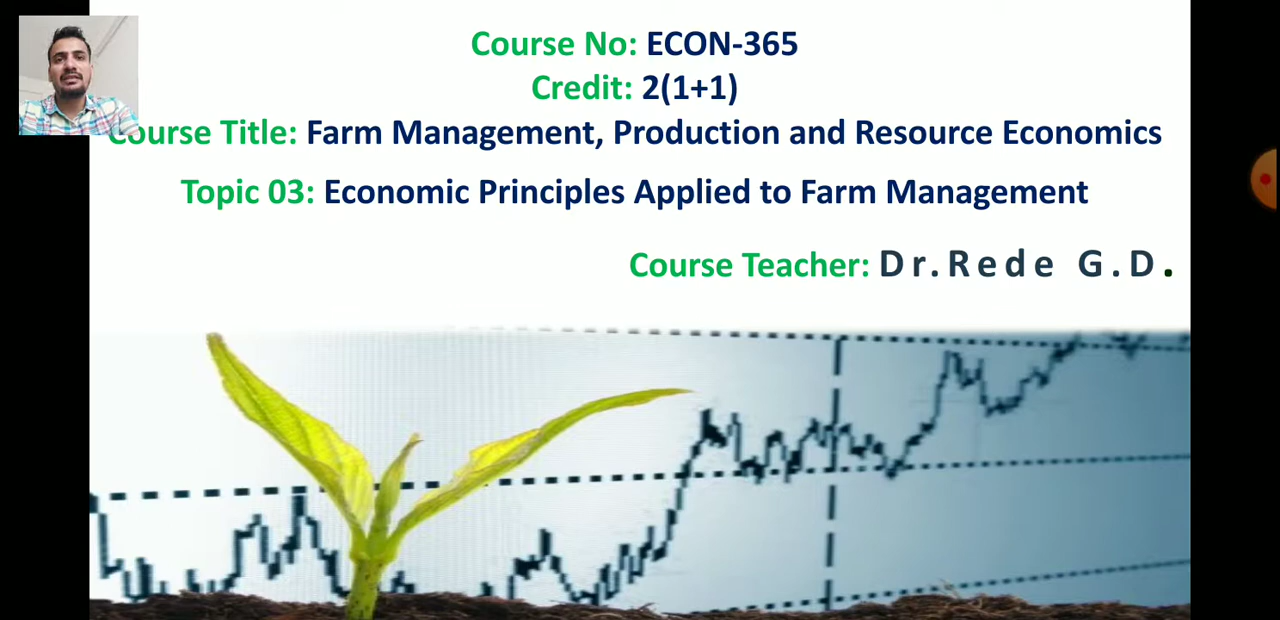 Course No: ECON-365
Credit: 2(1+1)
Course Title: Farm Management, Production and Resource Economics
Topic 03: Economic Principles Applied to Farm Management
Course Teacher: Dr.Rede G.D.